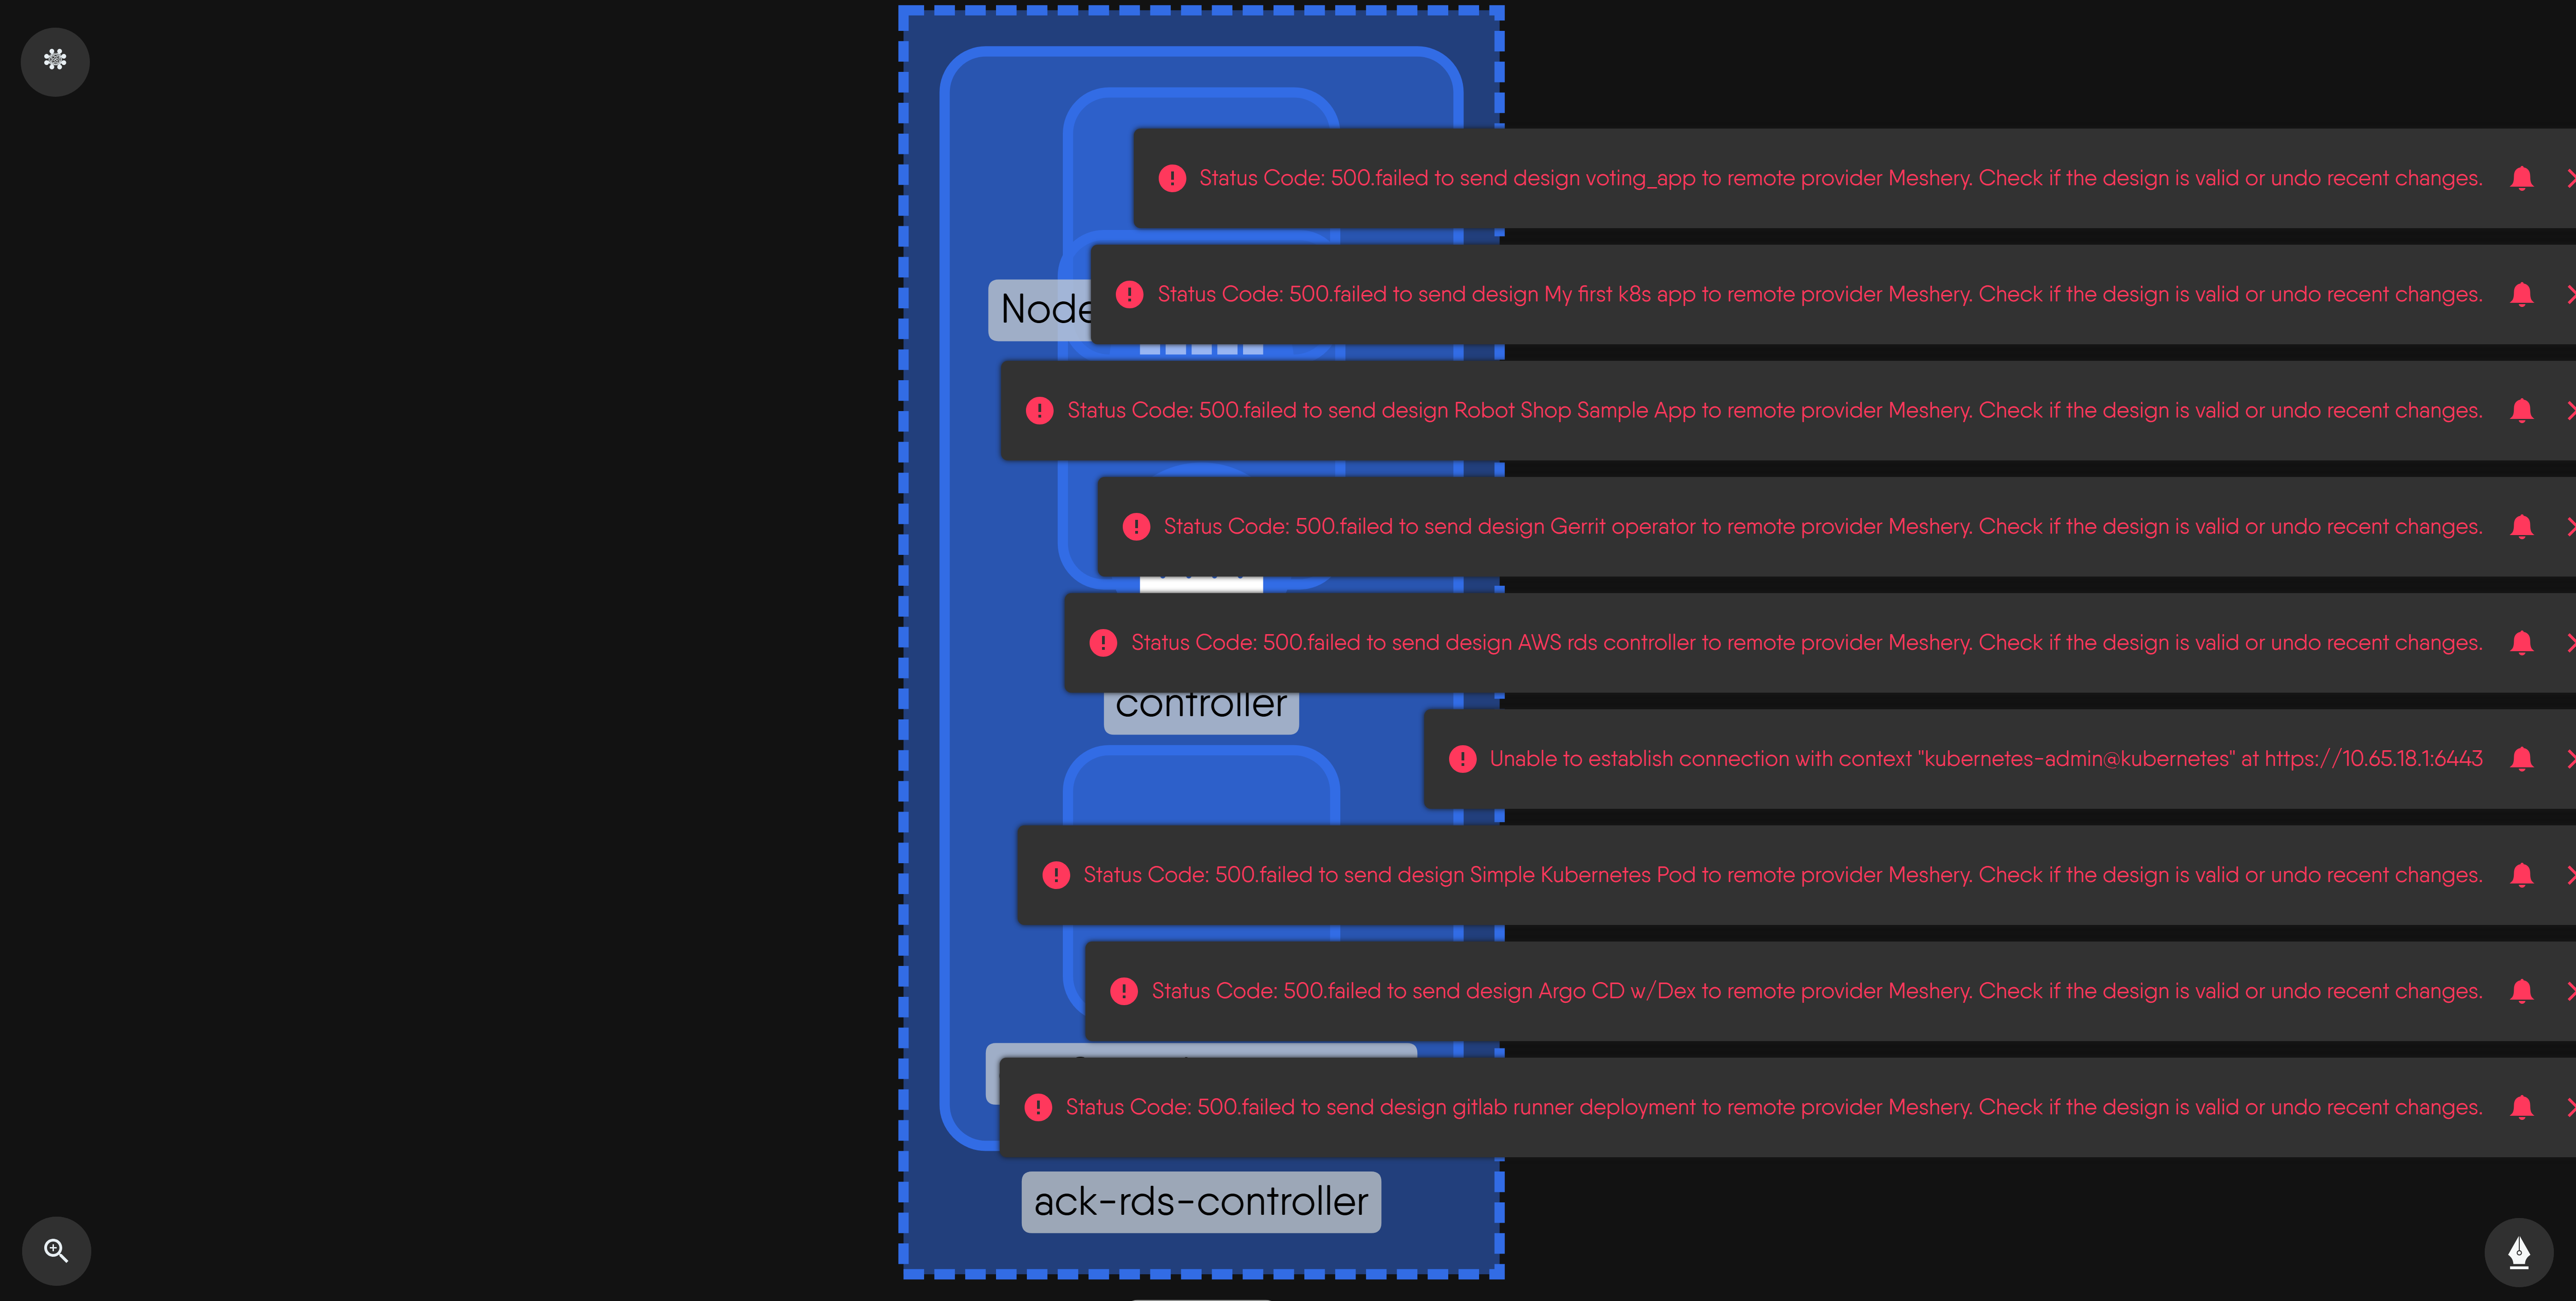 Status Code: 500.failed to send design voting_app to remote provider Meshery. Check if the design is valid or undo recent changes.
Status Code: 500.failed to send design My first k8s app to remote provider Meshery. Check if the design is valid or undo recent changes.
Node
Status Code: 500.failed to send design Robot Shop Sample App to remote provider Meshery. Check if the design is valid or undo recent changes.
Status Code: 500.failed to send design Gerrit operator to remote provider Meshery. Check if the design is valid or undo recent changes.
Status Code: 500.failed to send design AWS rds controller to remote provider Meshery. Check if the design is valid or undo recent changes.
controller
Unable to establish connection with context "kubernetes-admin@kubernetes" at https://10.65.18.1:6443
Status Code: 500.failed to send design Simple Kubernetes Pod to remote provider Meshery. Check if the design is valid or undo recent changes.
Status Code: 500.failed to send design Argo CD w/Dex to remote provider Meshery. Check if the design is valid or undo recent changes.
Status Code: 500.failed to send design gitlab runner deployment to remote provider Meshery. Check if the design is valid or undo recent changes.
ack-rds-controller